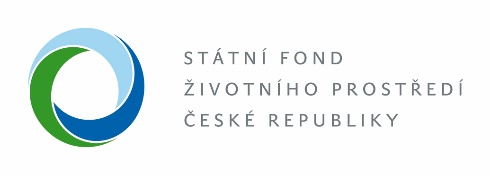 STÁTNÍ FOND
ŽIVOTNÍHO PROSTŘEDÍ
ČESKÉ REPUBLIKY